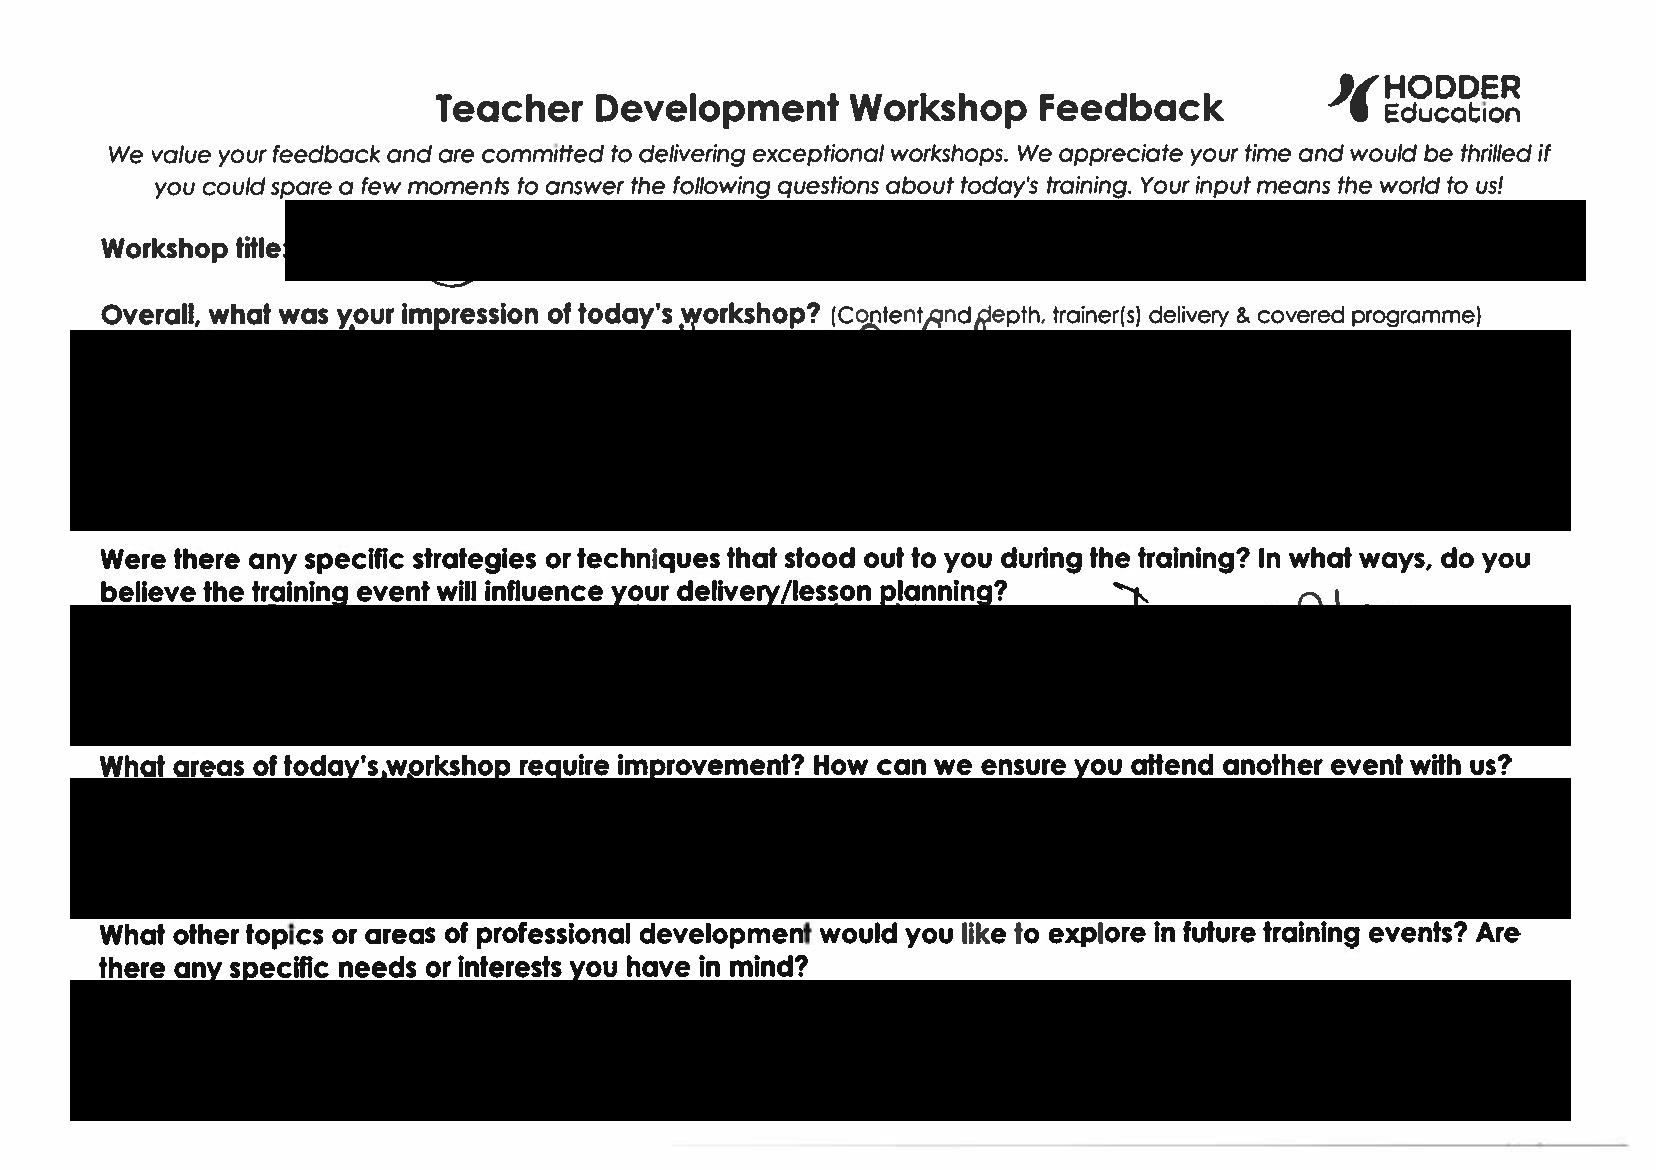 HODDER
Education
Teacher Development Workshop Feedback
We value your feedback and are committed to delivering exceptional workshops. We appreciate your time and would be thrilled if
you could spare a few moments to answer the following questions about today's training. Your input means the world to us!
Workshop title:
Overall, what was your impression of today's workshop? (Content and depth, trainer(s) delivery & covered programme)
Were there any specific strategies or techniques that stood out to you during the training? In what ways, do you
believe the training event will influence your delivery/lesson planning?
What areas of today's workshop require improvement? How can we ensure you attend another event with us?
What other topics or areas of professional development would you like to explore in future training events? Are
there any specific needs or interests you have in mind?